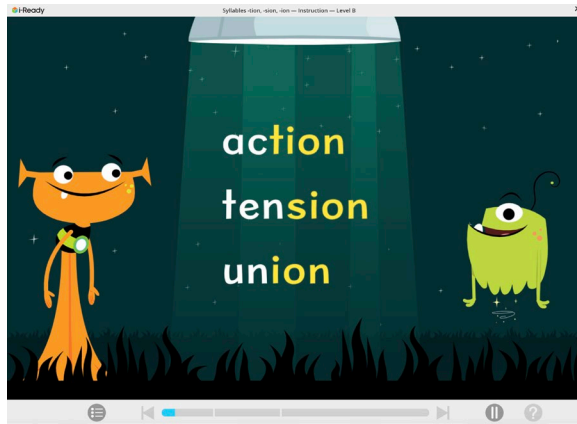 i-Ready
Syllables -tion, -sion, -ion — Instruction — Level B
x
action
tension
union
?